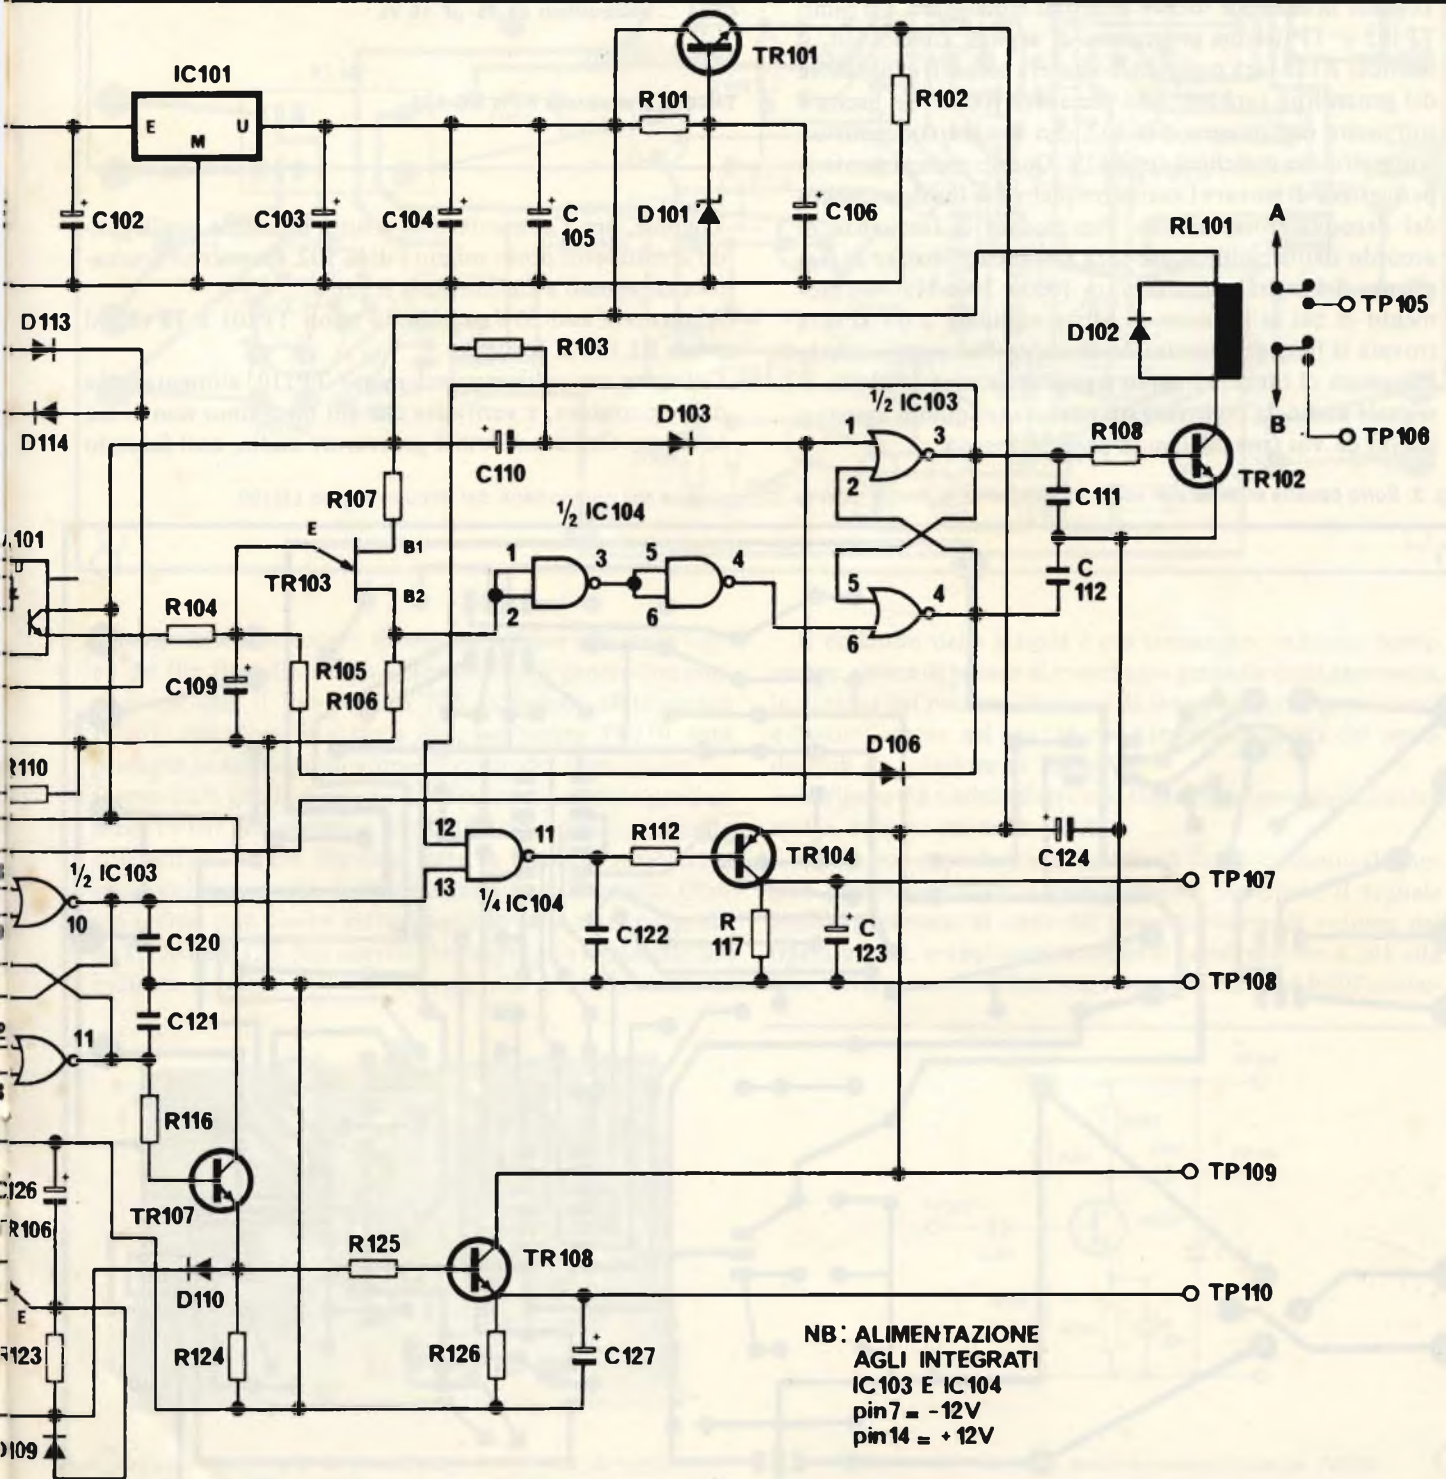 TR101
IC101
R101
R102
E
U
M
C102
C103
C104
C
105
D101
C106
RL101
A
TP105
D113
R103
D102
D114
½ IC103
D103
1
3
R108
B
TP106
C110
2
TR102
R107
C111
½ IC104
E
B1
1
3
5
4
TR103
B2
2
6
5
4
C
112
6
R104
R105
C109
R106
D106
12
11
R112
TR104
C124
½ IC103
13
¼ IC104
TP107
10
C120
C122
R
117
C
123
TP108
C121
11
R116
TP109
TR107
R125
TR108
D110
TP110
E
R124
R126
C127
NB: ALIMENTAZIONE
AGLI INTEGRATI
IC103 E IC104
pin7 = -12V
pin14 = +12V